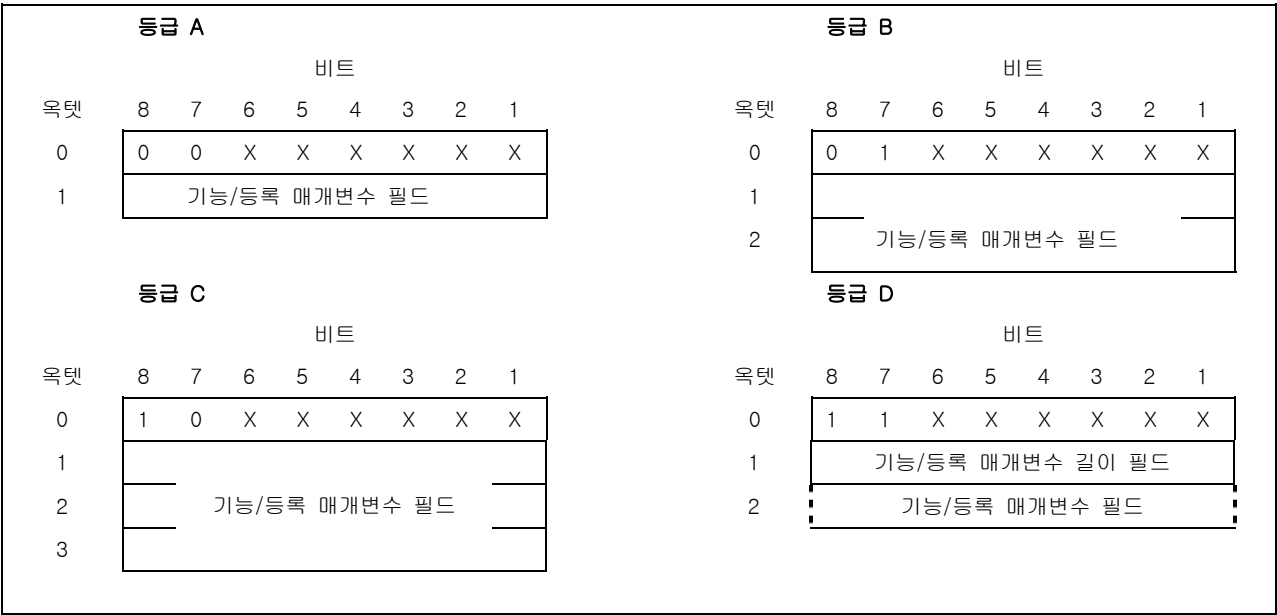 등급 A
비트
옥텟 8 7 6 5 4 3 2 1
0 0 0 X X X X X X
1 기능/등록 매개변수 필드
등급 B
비트
옥텟 8 7 6 5 4 3 2 1
0 0 1 X X X X X X
1
2 기능/등록 매개변수 필드
등급 C
비트
옥텟 8 7 6 5 4 3 2 1
0 1 0 X X X X X X
1
2 기능/등록 매개변수 필드
3
등급 D
비트
옥텟 8 7 6 5 4 3 2 1
0 1 1 X X X X X X
1 기능/등록 매개변수 길이 필드
2 기능/등록 매개변수 필드